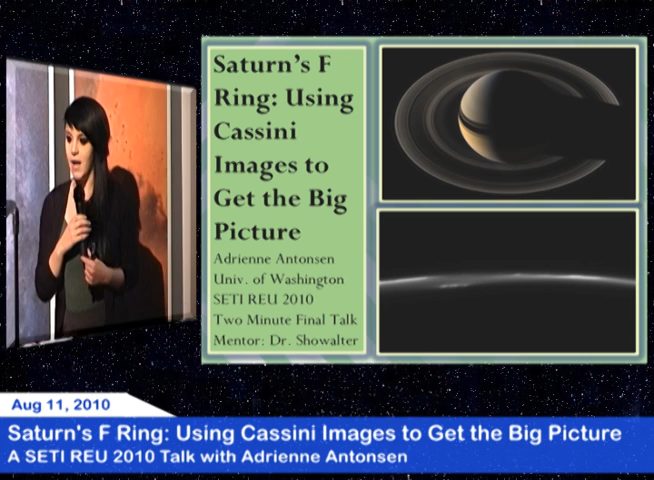 Saturn's F
Ring: Using
Cassini
Images to
Get the Big
Picture
Adrienne Antonsen
Univ. of Washington
SETI REU 2010
Two Minute Final Talk
Mentor: Dr. Showalter
Aug 11, 2010
Saturn's F Ring: Using Cassini Images to Get the Big Picture
A SETI REU 2010 Talk with Adrienne Antonsen